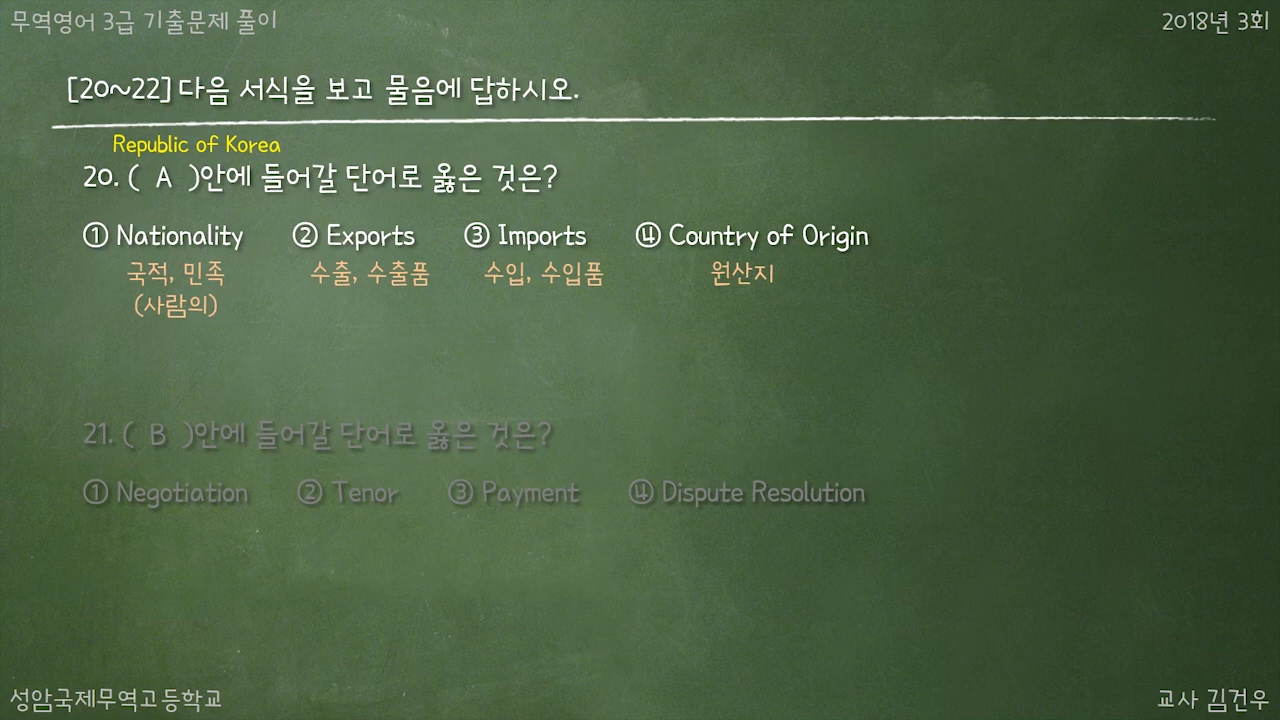 무역영어 3급 기출문제 풀이
2018년 3회
[20~22] 다음 서식을 보고 물음에 답하시오.
Republic of Korea
20. ( A )안에 들어갈 단어로 옳은 것은?
① Nationality ② Exports ③ Imports ④ Country of Origin
국적, 민족 수출, 수출품 수입, 수입품 원산지
(사람의)
21. ( B )안에 들어갈 단어로 옳은 것은?
① Negotiation ② Tenor ③ Payment ④ Dispute Resolution
성암국제무역고등학교
교사 김건우